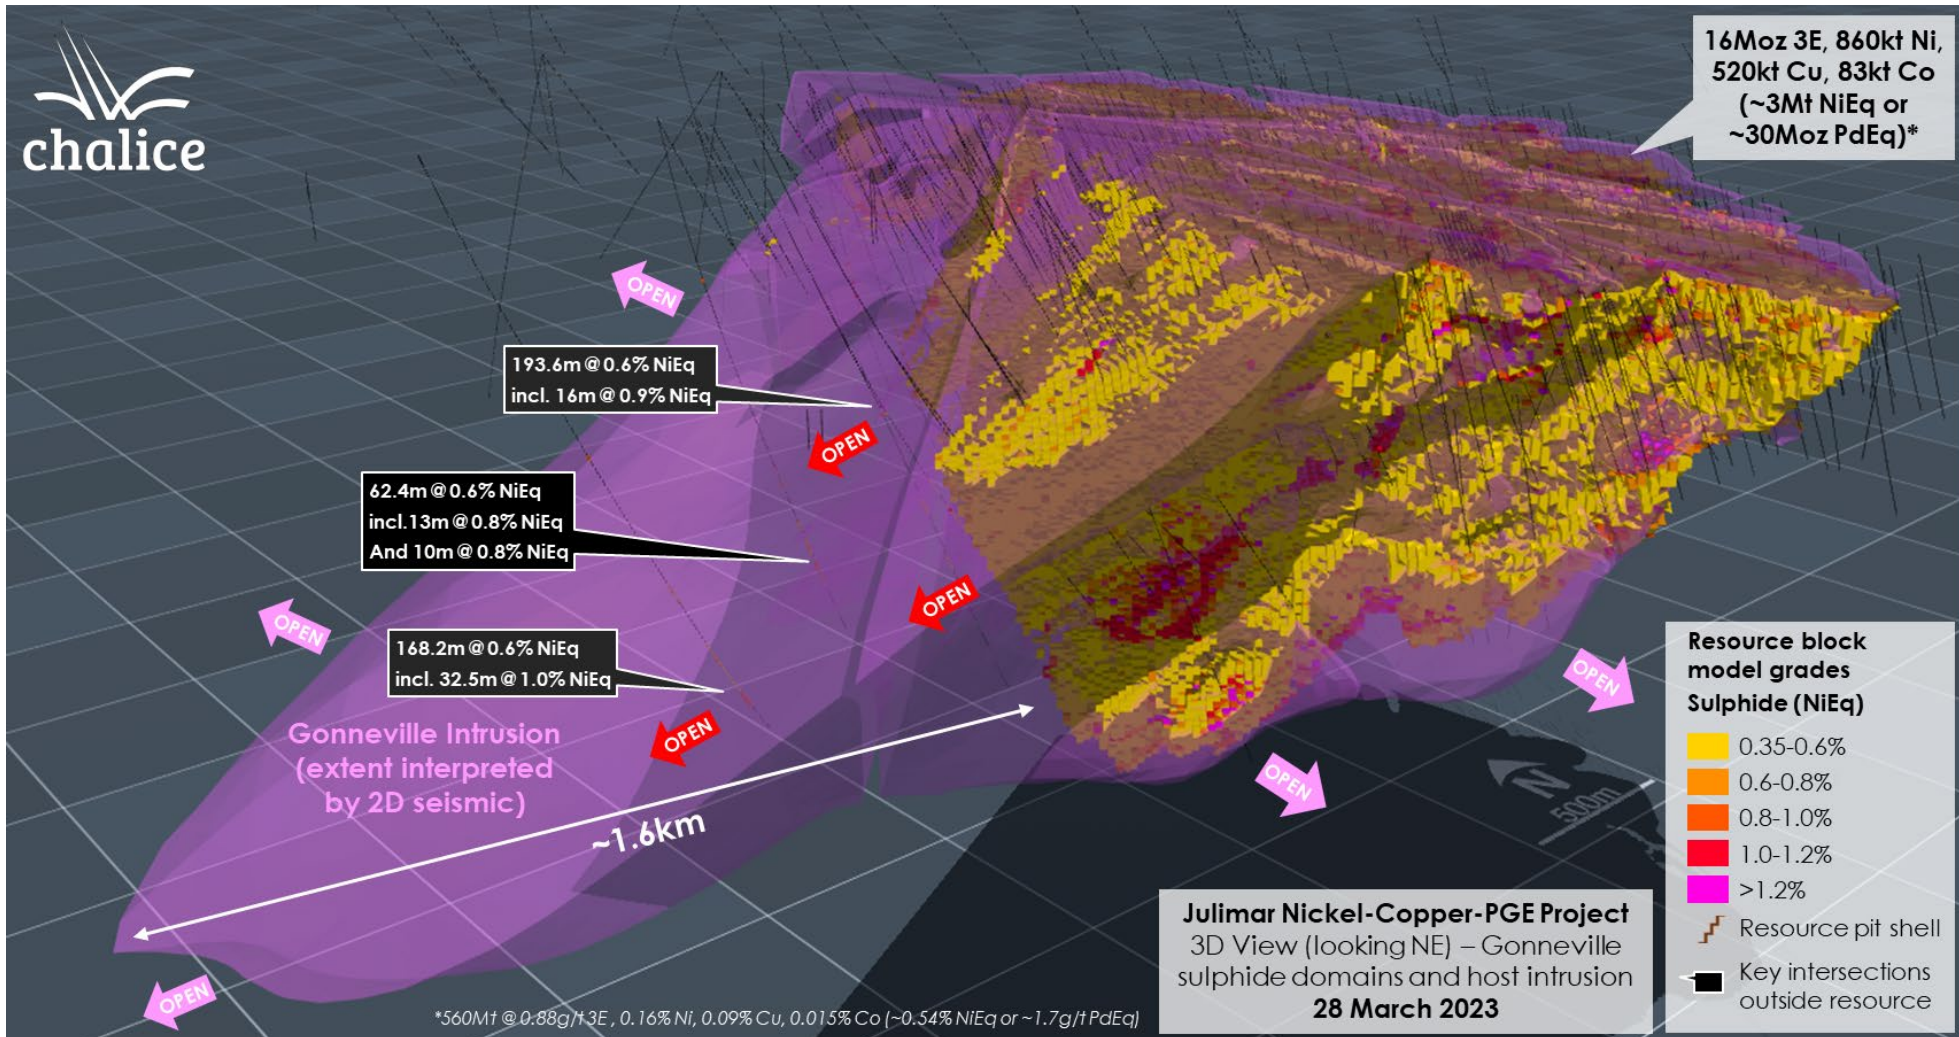 chalice
16Moz 3E, 860kt Ni,
520kt Cu, 83kt Co
(~3Mt NiEq or
~30Moz PdEq)*
OPEN
193.6m @ 0.6% NiEq
incl. 16m @ 0.9% NiEq
OPEN
62.4m @ 0.6% NiEq
incl.13m @ 0.8% NiEq
And 10m @ 0.8% NiEq
OPEN
OPEN
168.2m @ 0.6% NiEq
incl. 32.5m @ 1.0% NiEq
OPEN
Gonneville Intrusion
(extent interpreted
by 2D seismic)
~1.6km
OPEN
OPEN
OPEN
N
500m
Resource block
model grades
Sulphide (NiEq)
0.35-0.6%
0.6-0.8%
0.8-1.0%
1.0-1.2%
>1.2%
Resource pit shell
Key intersections
outside resource
Julimar Nickel-Copper-PGE Project
3D View (looking NE) – Gonneville
sulphide domains and host intrusion
28 March 2023
*560Mt @ 0.88g/t 3E , 0.16% Ni, 0.09% Cu, 0.015% Co (~0.54% NiEq or ~1.7g/t PdEq)